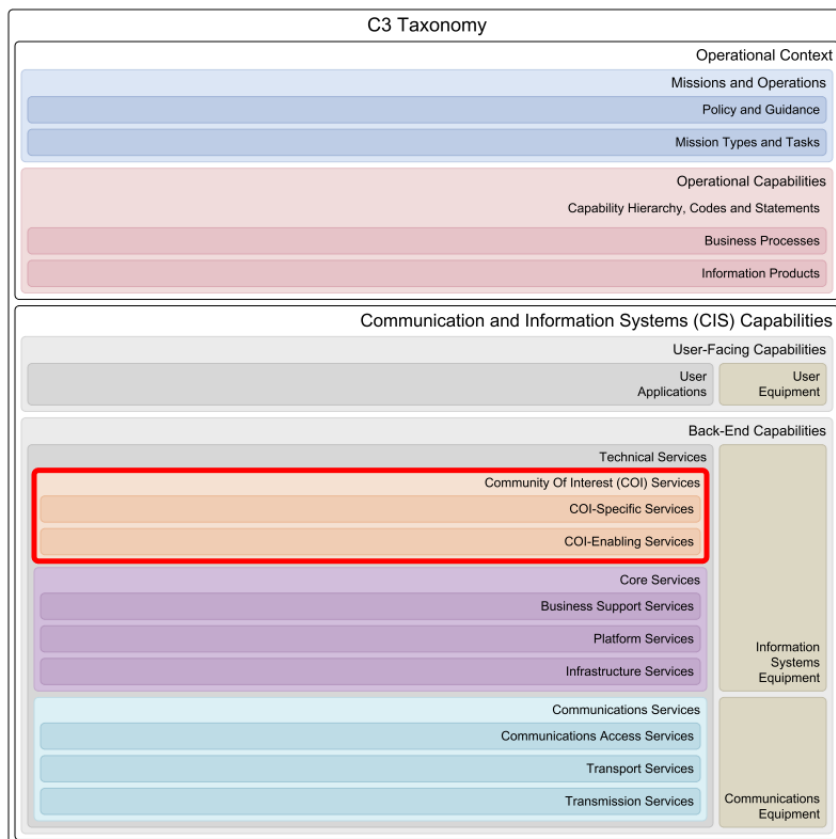 C3 Taxonomy
Operational Context
Missions and Operations
Policy and Guidance
Mission Types and Tasks
Operational Capabilities
Capability Hierarchy, Codes and Statements
Business Processes
Information Products
Communication and Information Systems (CIS) Capabilities
User-Facing Capabilities
User
Applications
User
Equipment
Back-End Capabilities
Technical Services
Community Of Interest (COI) Services
COI-Specific Services
COI-Enabling Services
Core Services
Business Support Services
Platform Services
Infrastructure Services
Information
Systems
Equipment
Communications Services
Communications Access Services
Transport Services
Transmission Services
Communications
Equipment